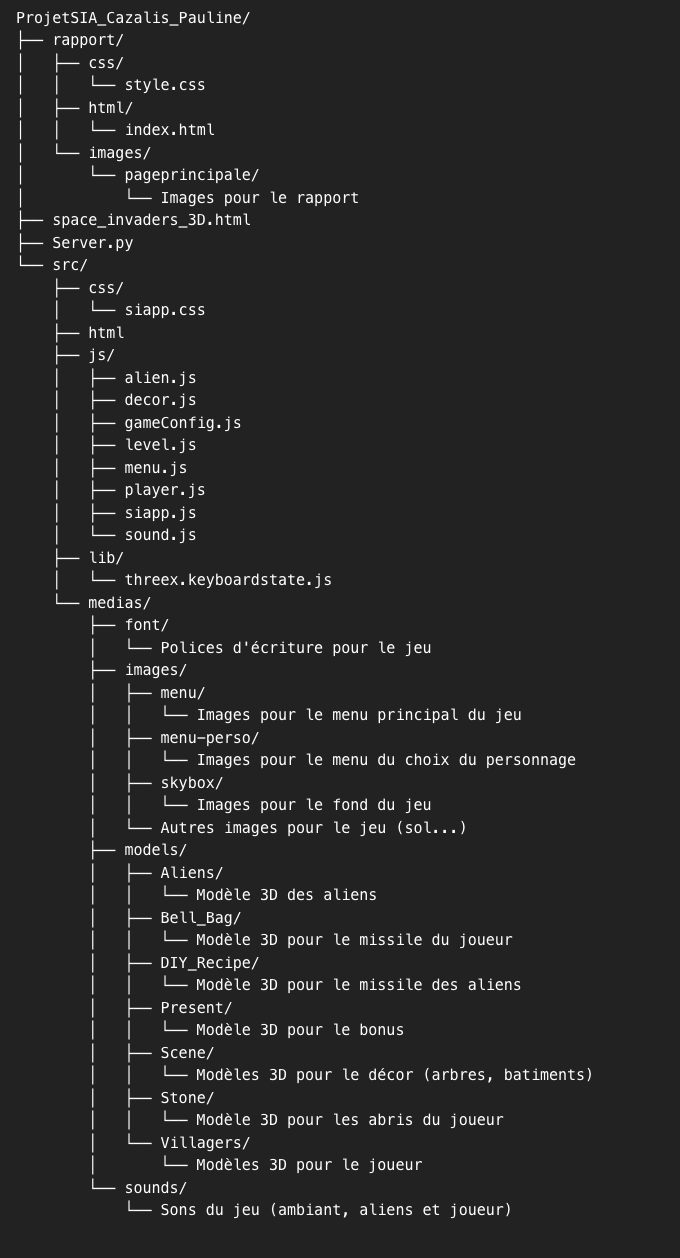 ProjetSIA_Cazalis_Pauline/
├── rapport/
│   ├── css/
│   │   └── style.css
│   ├── html/
│   │   └── index.html
│   └── images/
│       └── pageprincipale/
│           └── Images pour le rapport
├── space_invaders_3D.html
├── Server.py
└── src/
    ├── css/
    │   └── siapp.css
    ├── html
    ├── js/
    │   ├── alien.js
    │   ├── decor.js
    │   ├── gameConfig.js
    │   ├── level.js
    │   ├── menu.js
    │   ├── player.js
    │   ├── siapp.js
    │   └── sound.js
    ├── lib/
    │   └── threex.keyboardstate.js
    └── medias/
        ├── font/
        │   └── Polices d'écriture pour le jeu
        ├── images/
        │   ├── menu/
        │   │   └── Images pour le menu principal du jeu
        │   ├── menu-perso/
        │   │   └── Images pour le menu du choix du personnage
        │   ├── skybox/
        │   │   └── Images pour le fond du jeu
        │   └── Autres images pour le jeu (sol...)
        ├── models/
        │   ├── Aliens/
        │   │   └── Modèle 3D des aliens
        │   ├── Bell_Bag/
        │   │   └── Modèle 3D pour le missile du joueur
        │   ├── DIY_Recipe/
        │   │   └── Modèle 3D pour le missile des aliens
        │   ├── Present/
        │   │   └── Modèle 3D pour le bonus
        │   ├── Scene/
        │   │   └── Modèles 3D pour le décor (arbres, batiments)
        │   ├── Stone/
        │   │   └── Modèle 3D pour les abris du joueur
        │   └── Villagers/
        │       └── Modèles 3D pour le joueur
        └── sounds/
            └── Sons du jeu (ambiant, aliens et joueur)